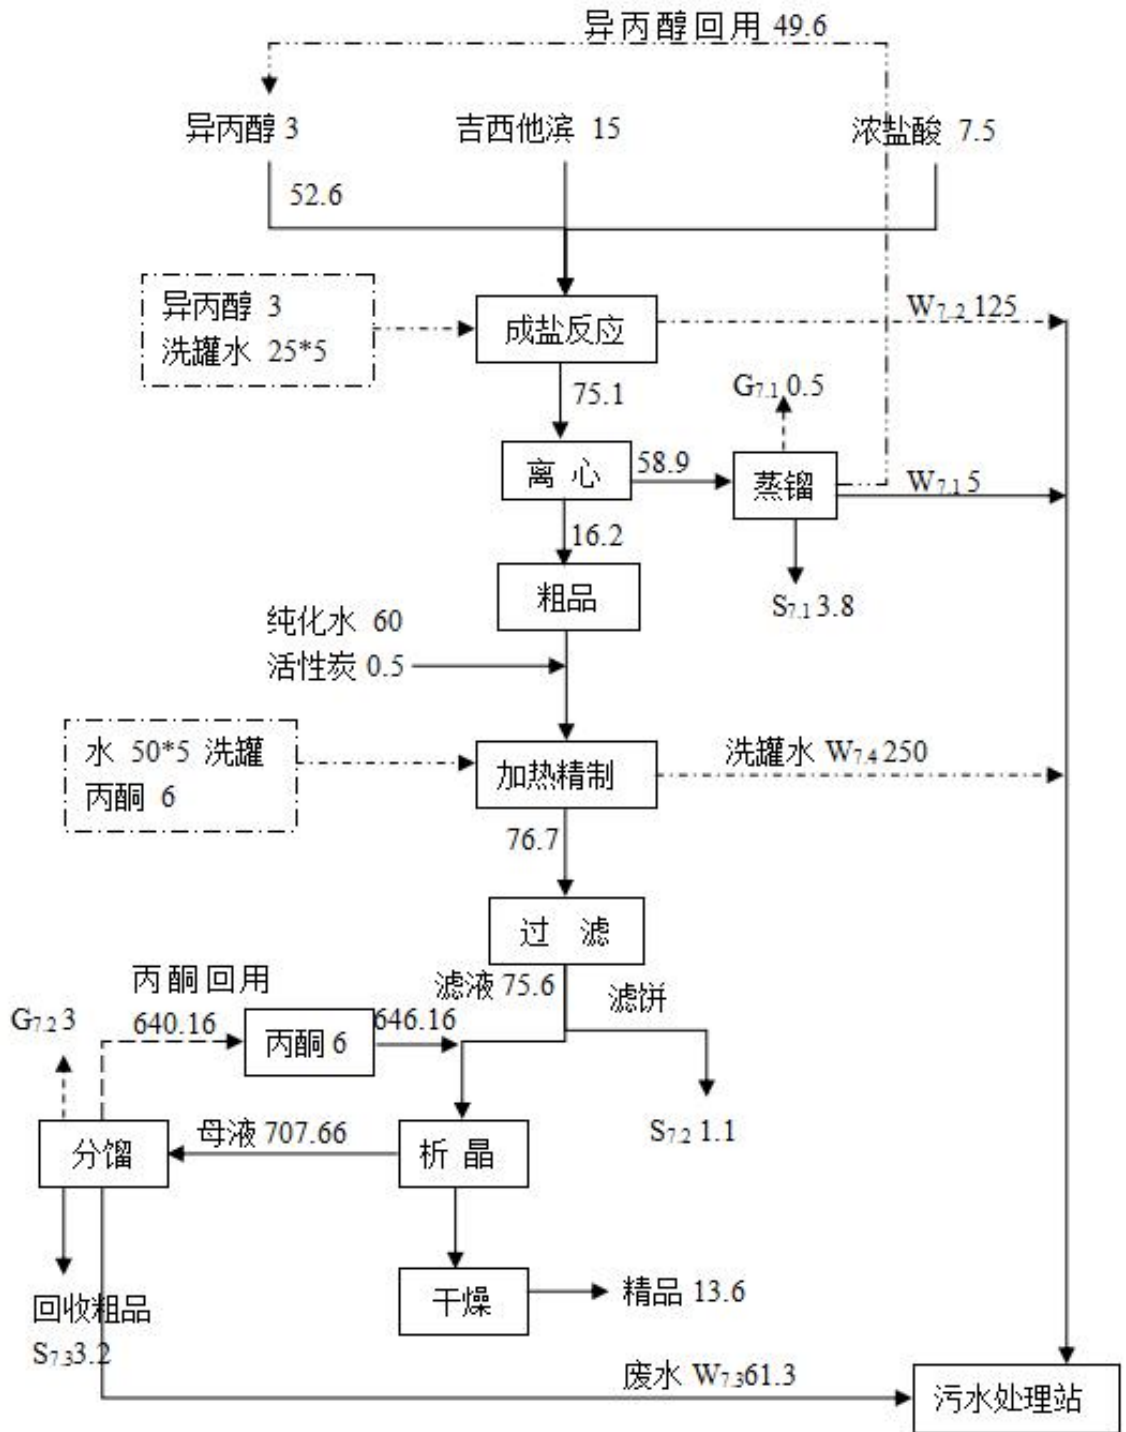 异丙醇回用 49.6
异丙醇 3
吉西他滨 15
浓盐酸 7.5
52.6
异丙醇 3
洗罐水 25*5
成盐反应
W7.2 125
75.1
G7.1 0.5
离 心
58.9
蒸镏
W7.1 5
16.2
粗品
S7.1 3.8
纯化水 60
活性炭 0.5
水 50*5 洗罐
丙酮 6
加热精制
洗罐水 W7.4 250
76.7
过 滤
滤液 75.6
滤饼
丙酮回用
G7.2 3
640.16
丙酮 6
646.16
S7.2 1.1
分馏
母液 707.66
析 晶
干燥
精品 13.6
回收粗品
S7.3 3.2
废水 W7.3 61.3
污水处理站